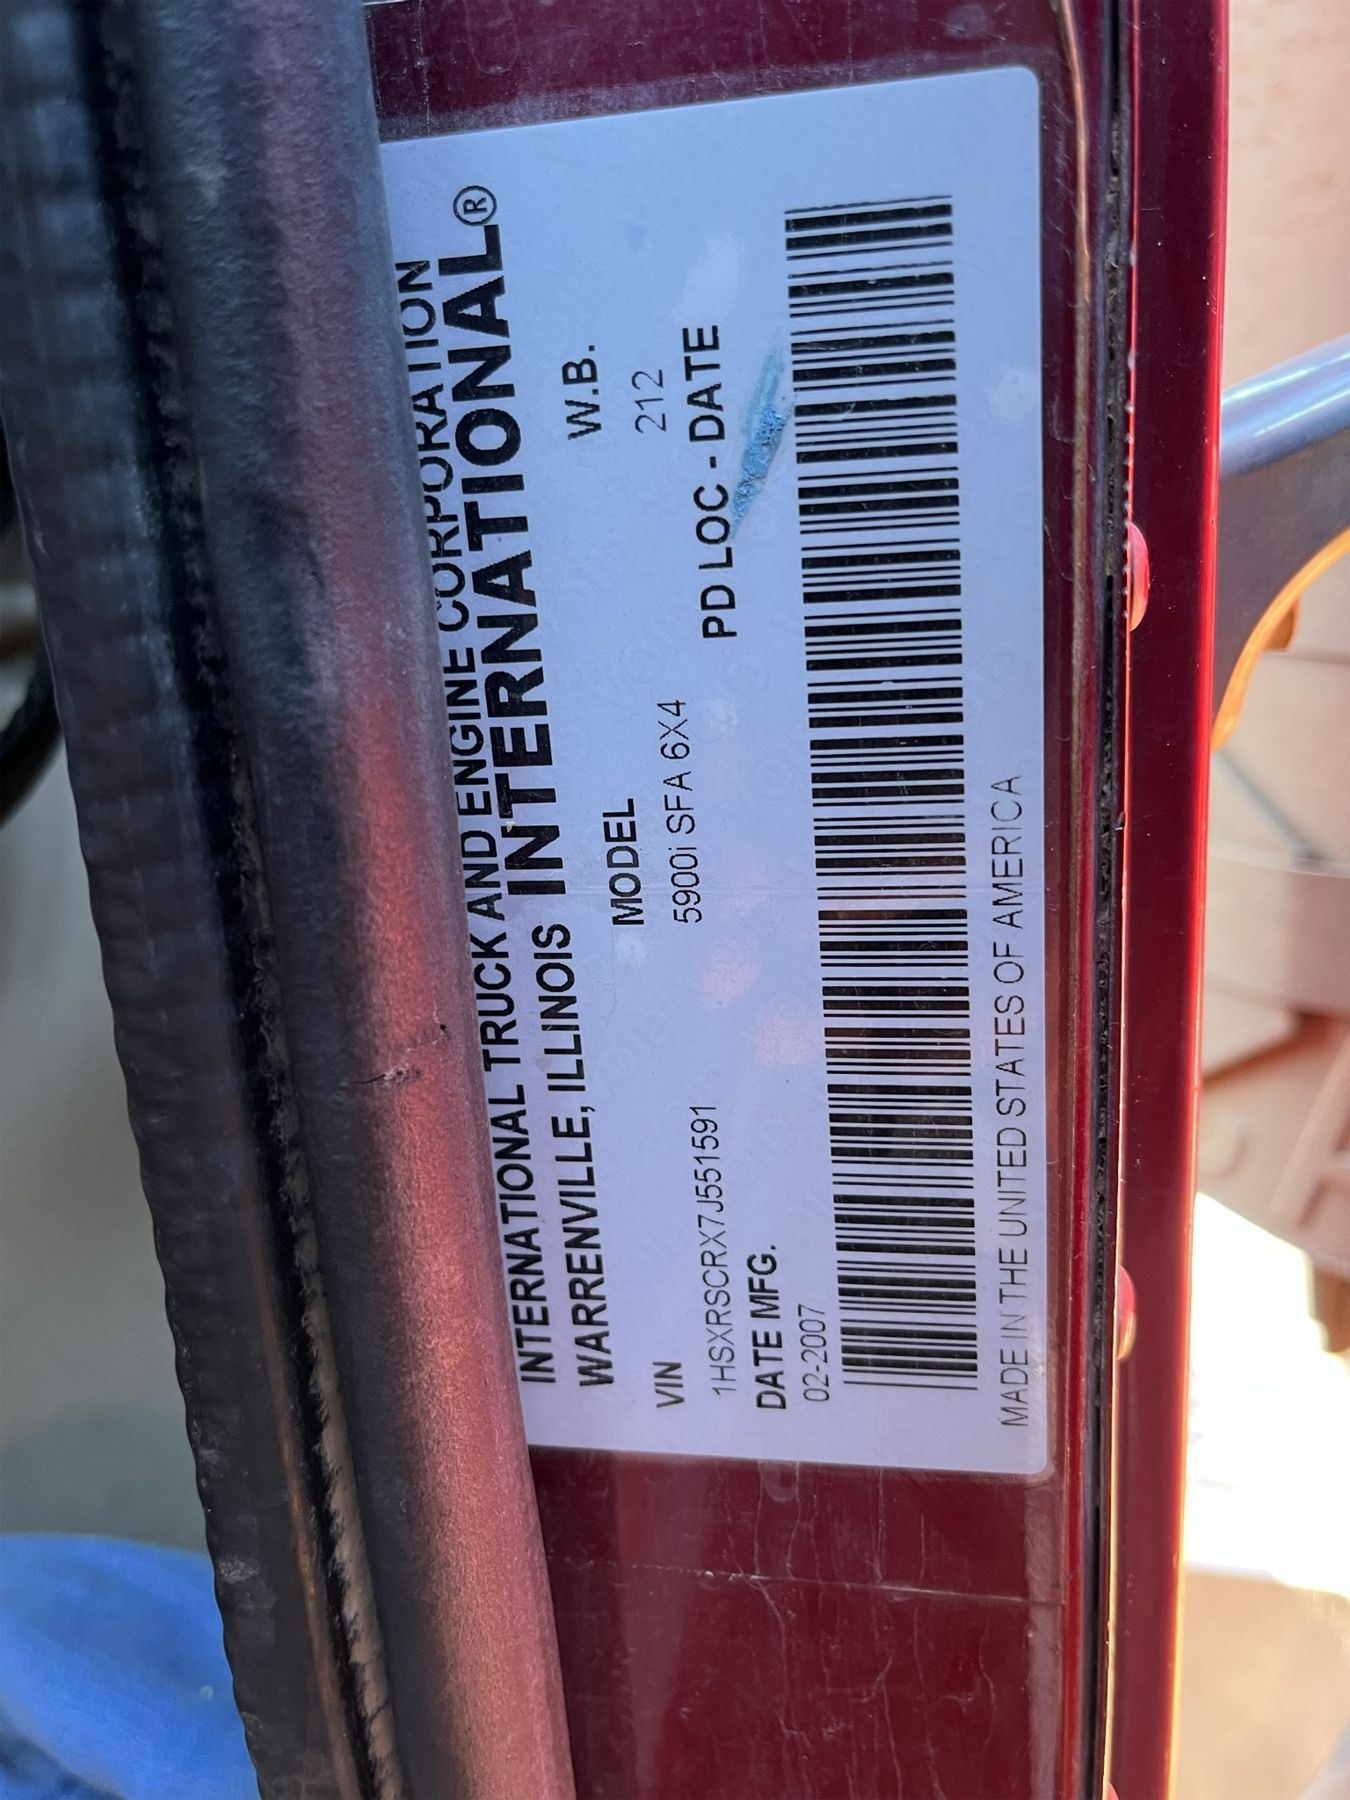 INTERNATIONAL TRUCK AND ENGINE CORPORATION
WARRENVILLE, ILLINOIS INTERNATIONAL®
VIN MODEL W.B.
1HSXRSCRX7J551591 5900i SFA 6X4 212
DATE MFG. PD LOC - DATE
02-2007
MADE IN THE UNITED STATES OF AMERICA